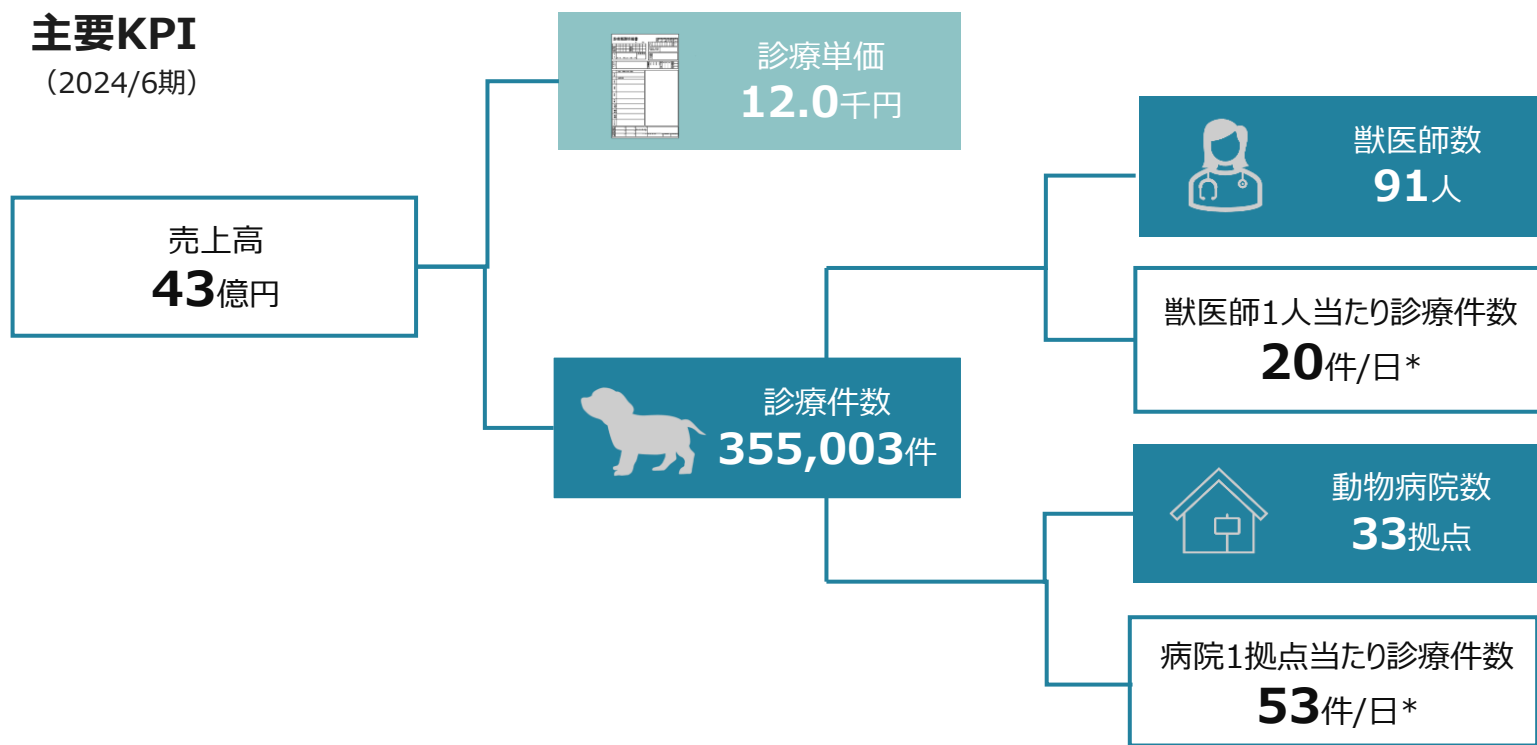 主要KPI
（2024/6期）
診療単価
12.0千円
売上高
43億円
診療件数
355,003件
獣医師数
91人
獣医師1人当たり診療件数
20件/日*
動物病院数
33拠点
病院1拠点当たり診療件数
53件/日*